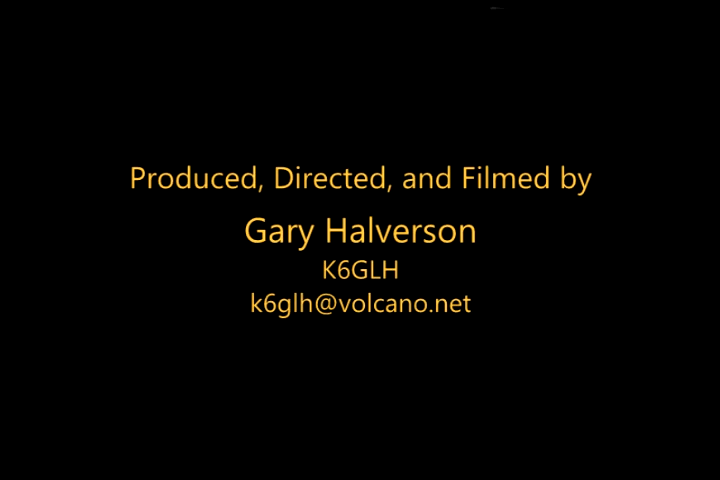 Produced, Directed, and Filmed by
Gary Halverson
K6GLH
k6glh@volcano.net